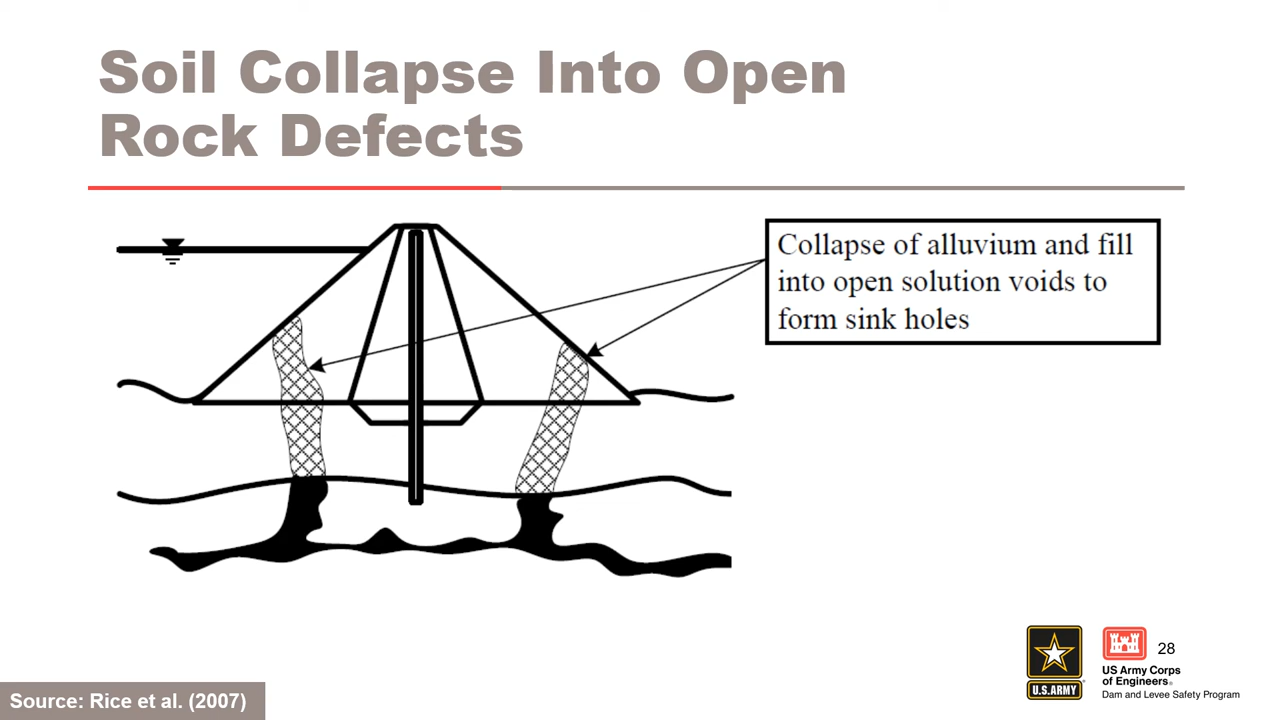 Soil Collapse Into Open
Rock Defects
Collapse of alluvium and fill
into open solution voids to
form sink holes
28
U.S.ARMY
US Army Corps
of Engineers®
Dam and Levee Safety Program
Source: Rice et al. (2007)